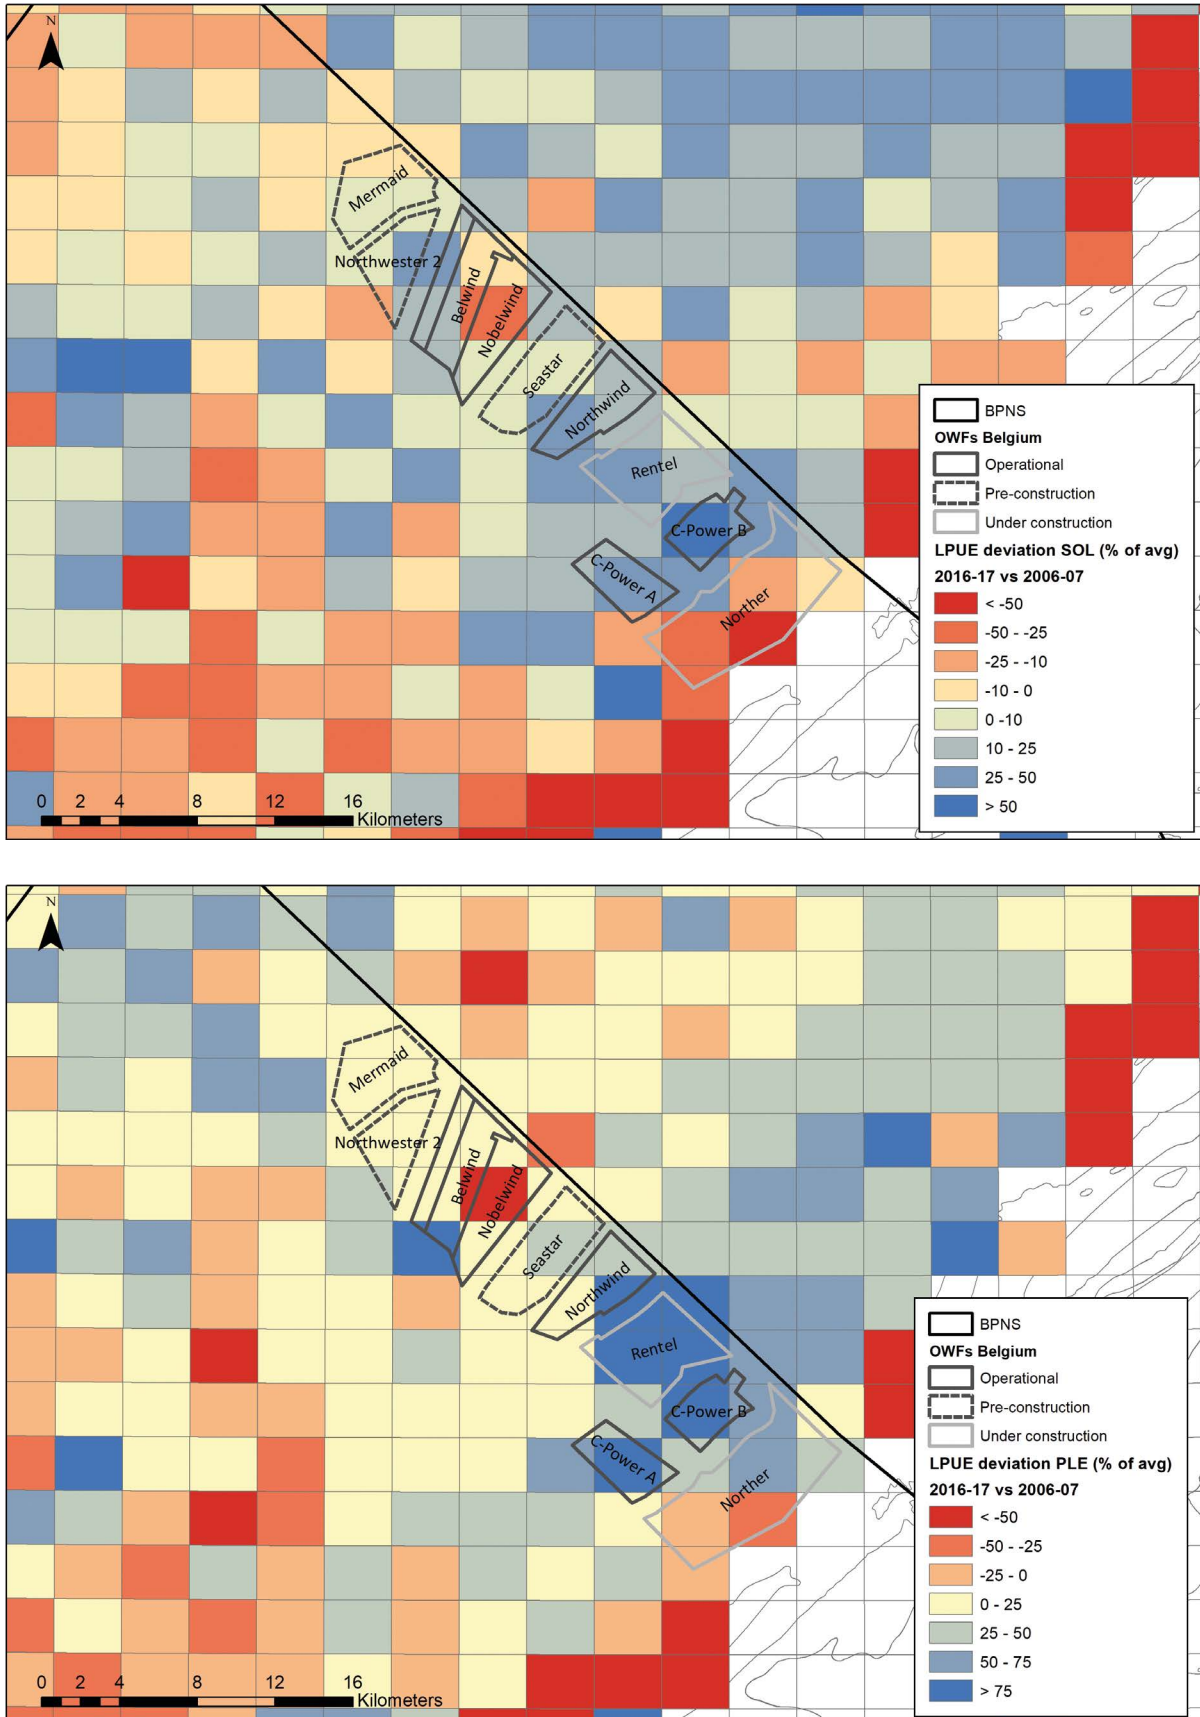 N
Mermaid
Northwester 2
Belwind
Nobelwind
Seastar
Northwind
Rentel
C-Power B
C-Power A
Norther
0 2 4 8 12 16
Kilometers
BPNS
OWFs Belgium
Operational
Pre-construction
Under construction
LPUE deviation SOL (% of avg)
2016-17 vs 2006-07
< -50
-50 - -25
-25 - -10
-10 - 0
0 -10
10 - 25
25 - 50
> 50
N
Mermaid
Northwester 2
Belwind
Nobelwind
Seastar
Northwind
Rentel
C-Power B
C-Power A
Norther
0 2 4 8 12 16
Kilometers
BPNS
OWFs Belgium
Operational
Pre-construction
Under construction
LPUE deviation PLE (% of avg)
2016-17 vs 2006-07
< -50
-50 - -25
-25 - 0
0 - 25
25 - 50
50 - 75
> 75